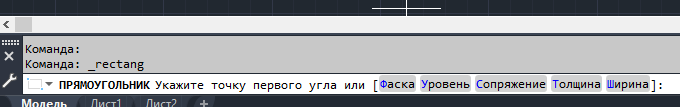 Команда:
Команда: _rectang
ПРЯМОУГОЛЬНИК Укажите точку первого угла или [Фаска Уровень Сопряжение Толщина Ширина]:
Модель Лист1 Лист2 +